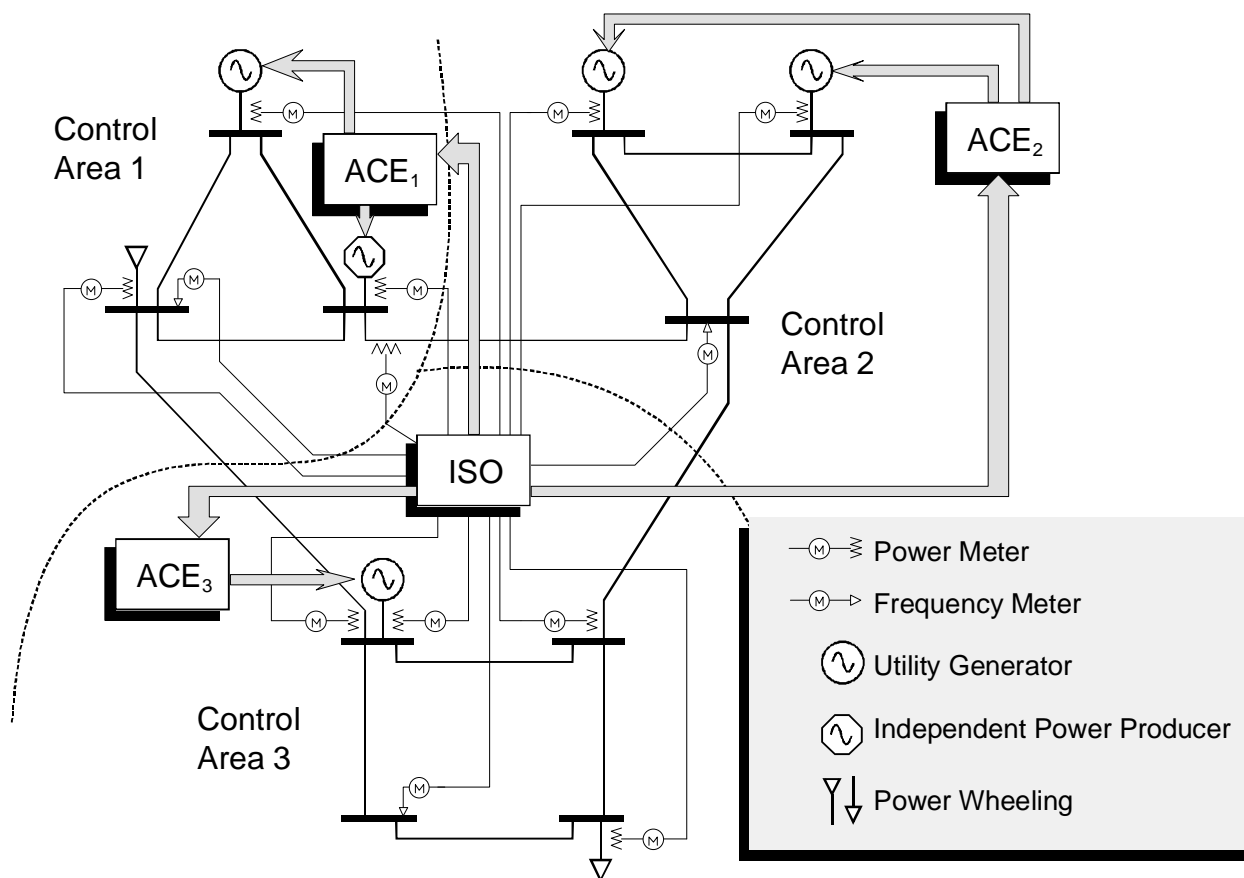 Control
Area 1
M
M
M
ACE₁
ACE₂
M
M
M
M
Control
Area 2
M
M
ISO
ACE₃
M
M
M
Control
Area 3
M
M
M Power Meter
M Frequency Meter
Utility Generator
Independent Power Producer
Power Wheeling